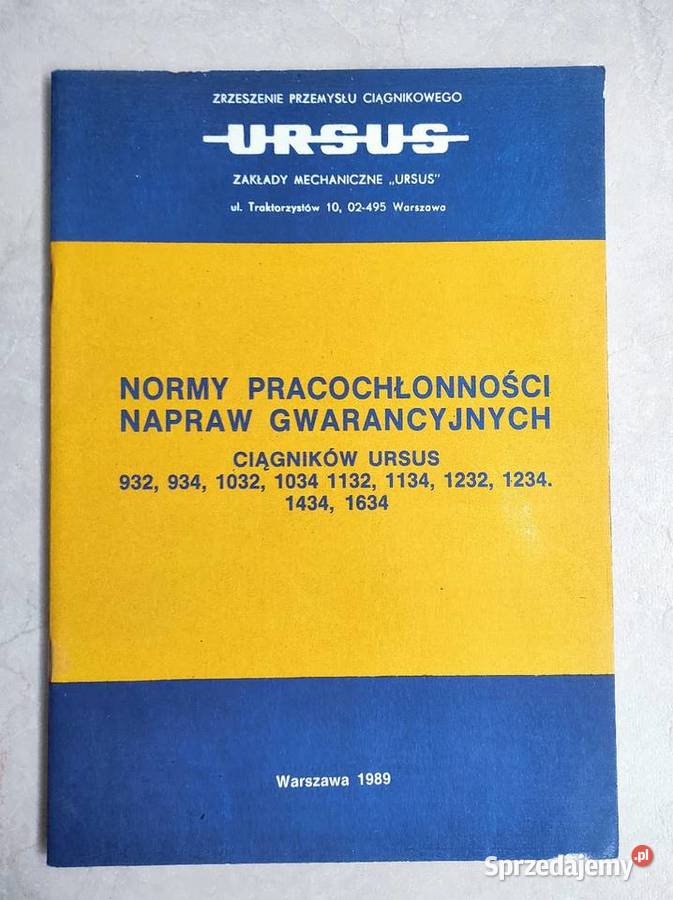 ZRZESZENIE PRZEMYSŁU CIĄGNIKOWEGO
URSUS
ZAKŁADY MECHANICZNE „URSUS"
ul. Traktorzystów 10, 02-495 Warszawa
NORMY PRACOCHŁONNOŚCI
NAPRAW GWARANCYJNYCH
CIĄGNIKÓW URSUS
932, 934, 1032, 1034 1132, 1134, 1232, 1234.
1434, 1634
Warszawa 1989
Sprzedajemy.pl